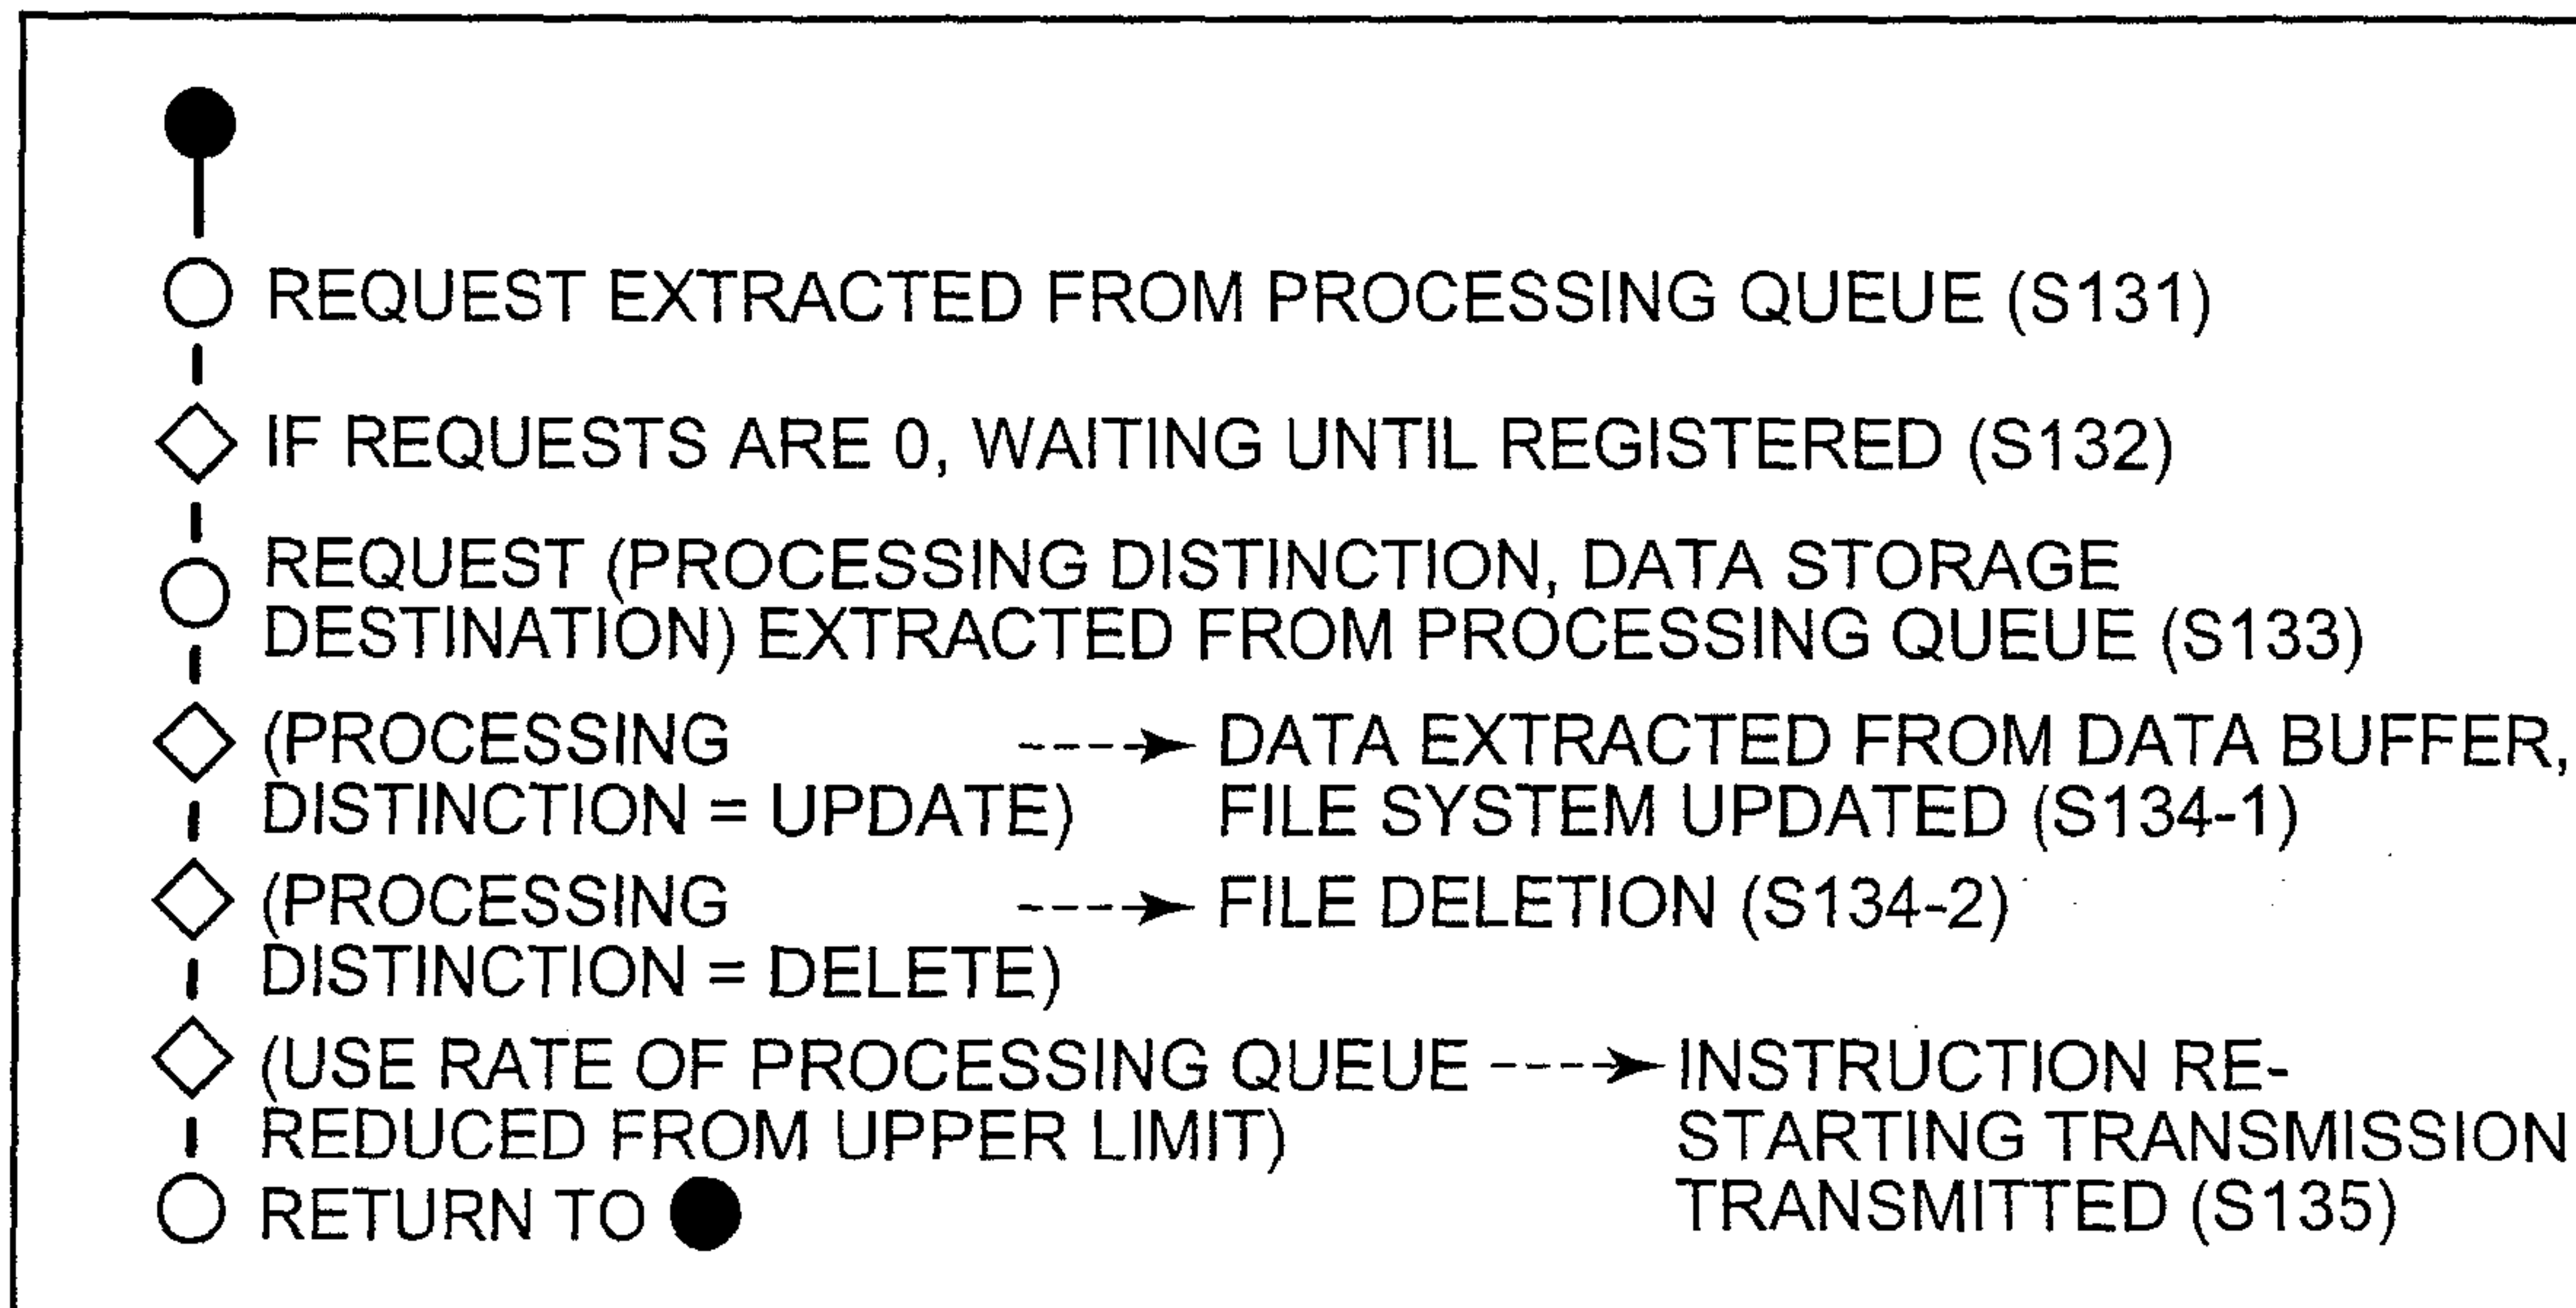 REQUEST EXTRACTED FROM PROCESSING QUEUE (S131)
IF REQUESTS ARE 0, WAITING UNTIL REGISTERED (S132)
REQUEST (PROCESSING DISTINCTION, DATA STORAGE
DESTINATION) EXTRACTED FROM PROCESSING QUEUE (S133)
(PROCESSING
DISTINCTION = UPDATE)
DATA EXTRACTED FROM DATA BUFFER,
FILE SYSTEM UPDATED (S134-1)
(PROCESSING
DISTINCTION = DELETE)
FILE DELETION (S134-2)
(USE RATE OF PROCESSING QUEUE
REDUCED FROM UPPER LIMIT)
INSTRUCTION RE-
STARTING TRANSMISSION
TRANSMITTED (S135)
RETURN TO